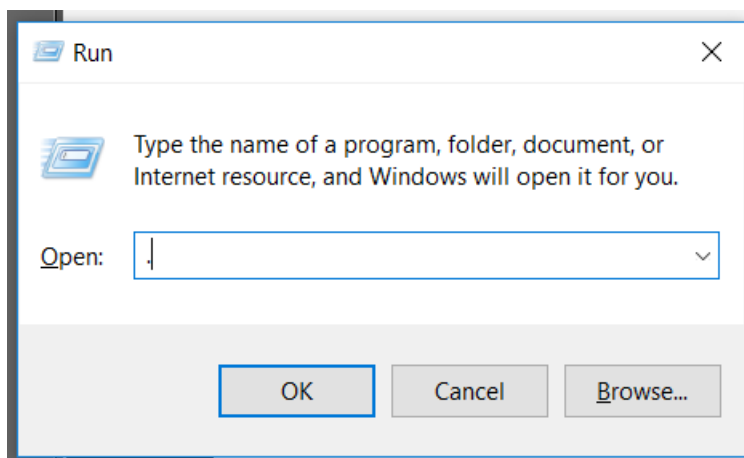 Run
Type the name of a program, folder, document, or
Internet resource, and Windows will open it for you.
Open: .
OK Cancel Browse...